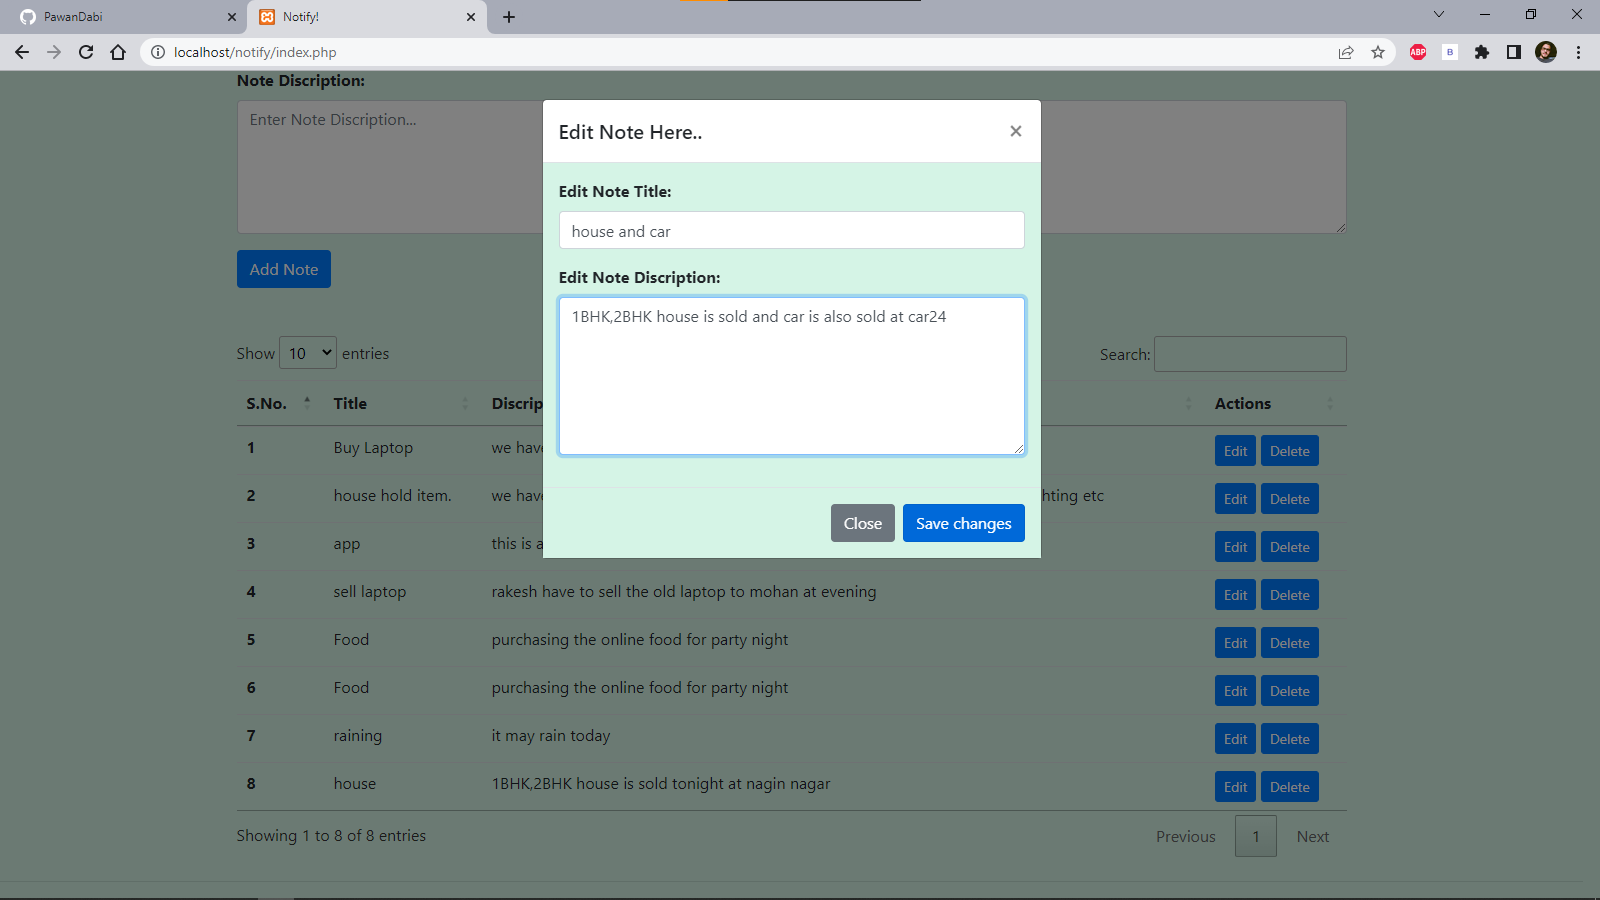 PawanDabi
Notify!
localhost/notify/index.php
ABP
B
Note Discription:
Enter Note Discription...
Add Note
Edit Note Here..
×
Edit Note Title:
house and car
Edit Note Discription:
1BHK,2BHK house is sold and car is also sold at car24
Close Save changes
Show 10 entries
Search:
S.No. Title Discrip Actions
1 Buy Laptop we hav Edit Delete
2 house hold item. we hav hting etc Edit Delete
3 app this is a Edit Delete
4 sell laptop rakesh have to sell the old laptop to mohan at evening Edit Delete
5 Food purchasing the online food for party night Edit Delete
6 Food purchasing the online food for party night Edit Delete
7 raining it may rain today Edit Delete
8 house 1BHK,2BHK house is sold tonight at nagin nagar Edit Delete
Showing 1 to 8 of 8 entries
Previous 1 Next